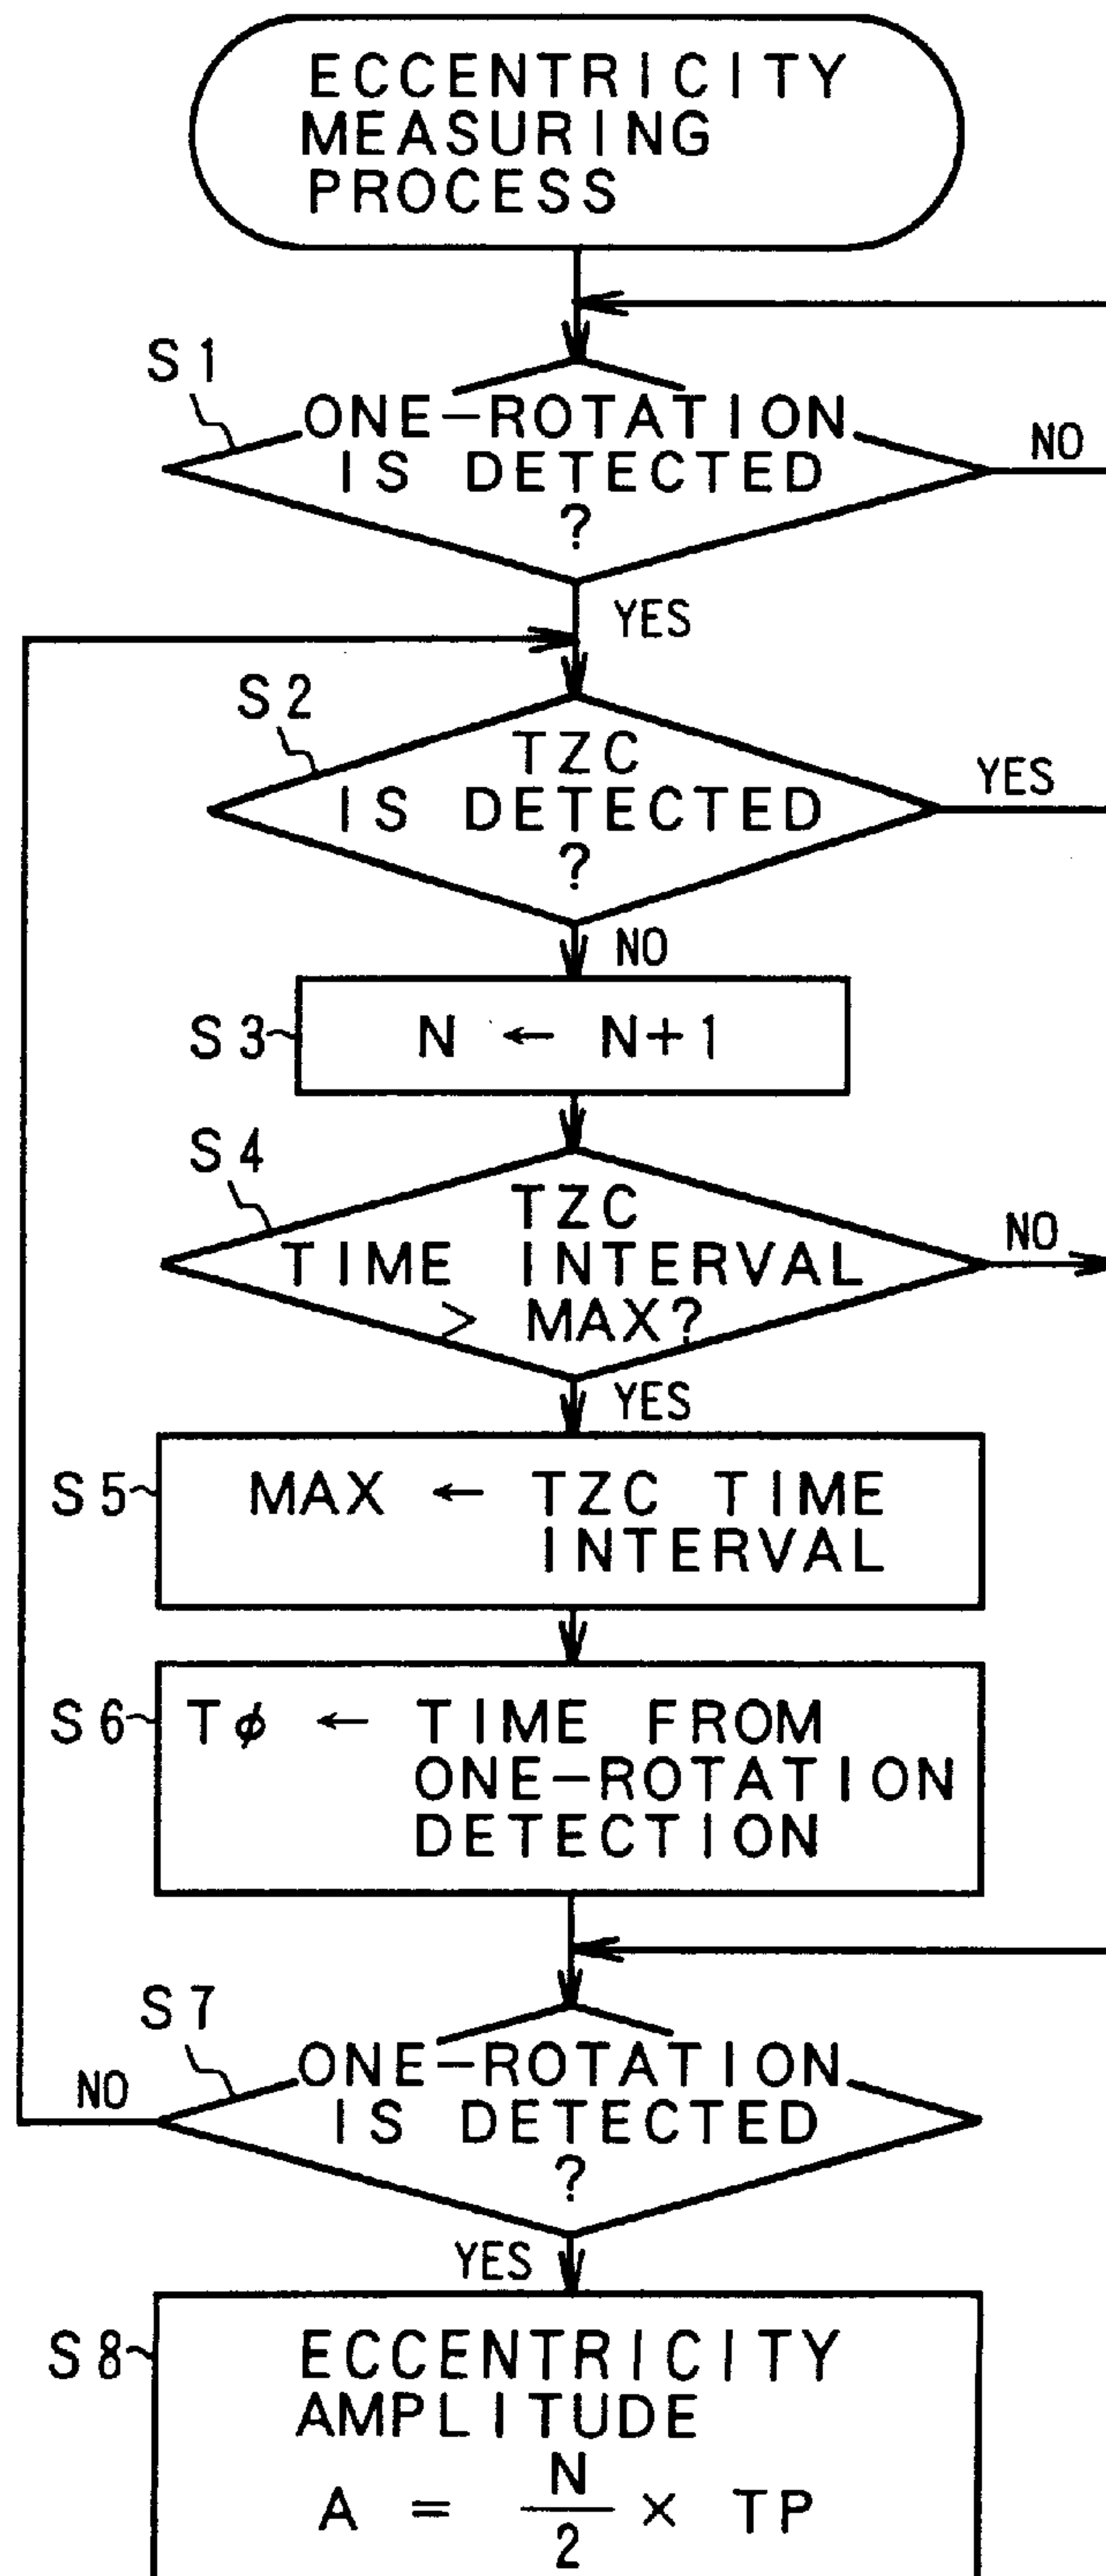 ECCENTRICITY
MEASURING
PROCESS
S1
ONE-ROTATION
IS DETECTED
?
NO
YES
S2
TZC
IS DETECTED
?
YES
NO
S3
N ← N+1
S4
TZC
TIME INTERVAL
> MAX?
NO
YES
S5
MAX ← TZC TIME
INTERVAL
S6
Tϕ ← TIME FROM
ONE-ROTATION
DETECTION
S7
ONE-ROTATION
IS DETECTED
?
NO
YES
S8
ECCENTRICITY
AMPLITUDE
A = N/2 × TP